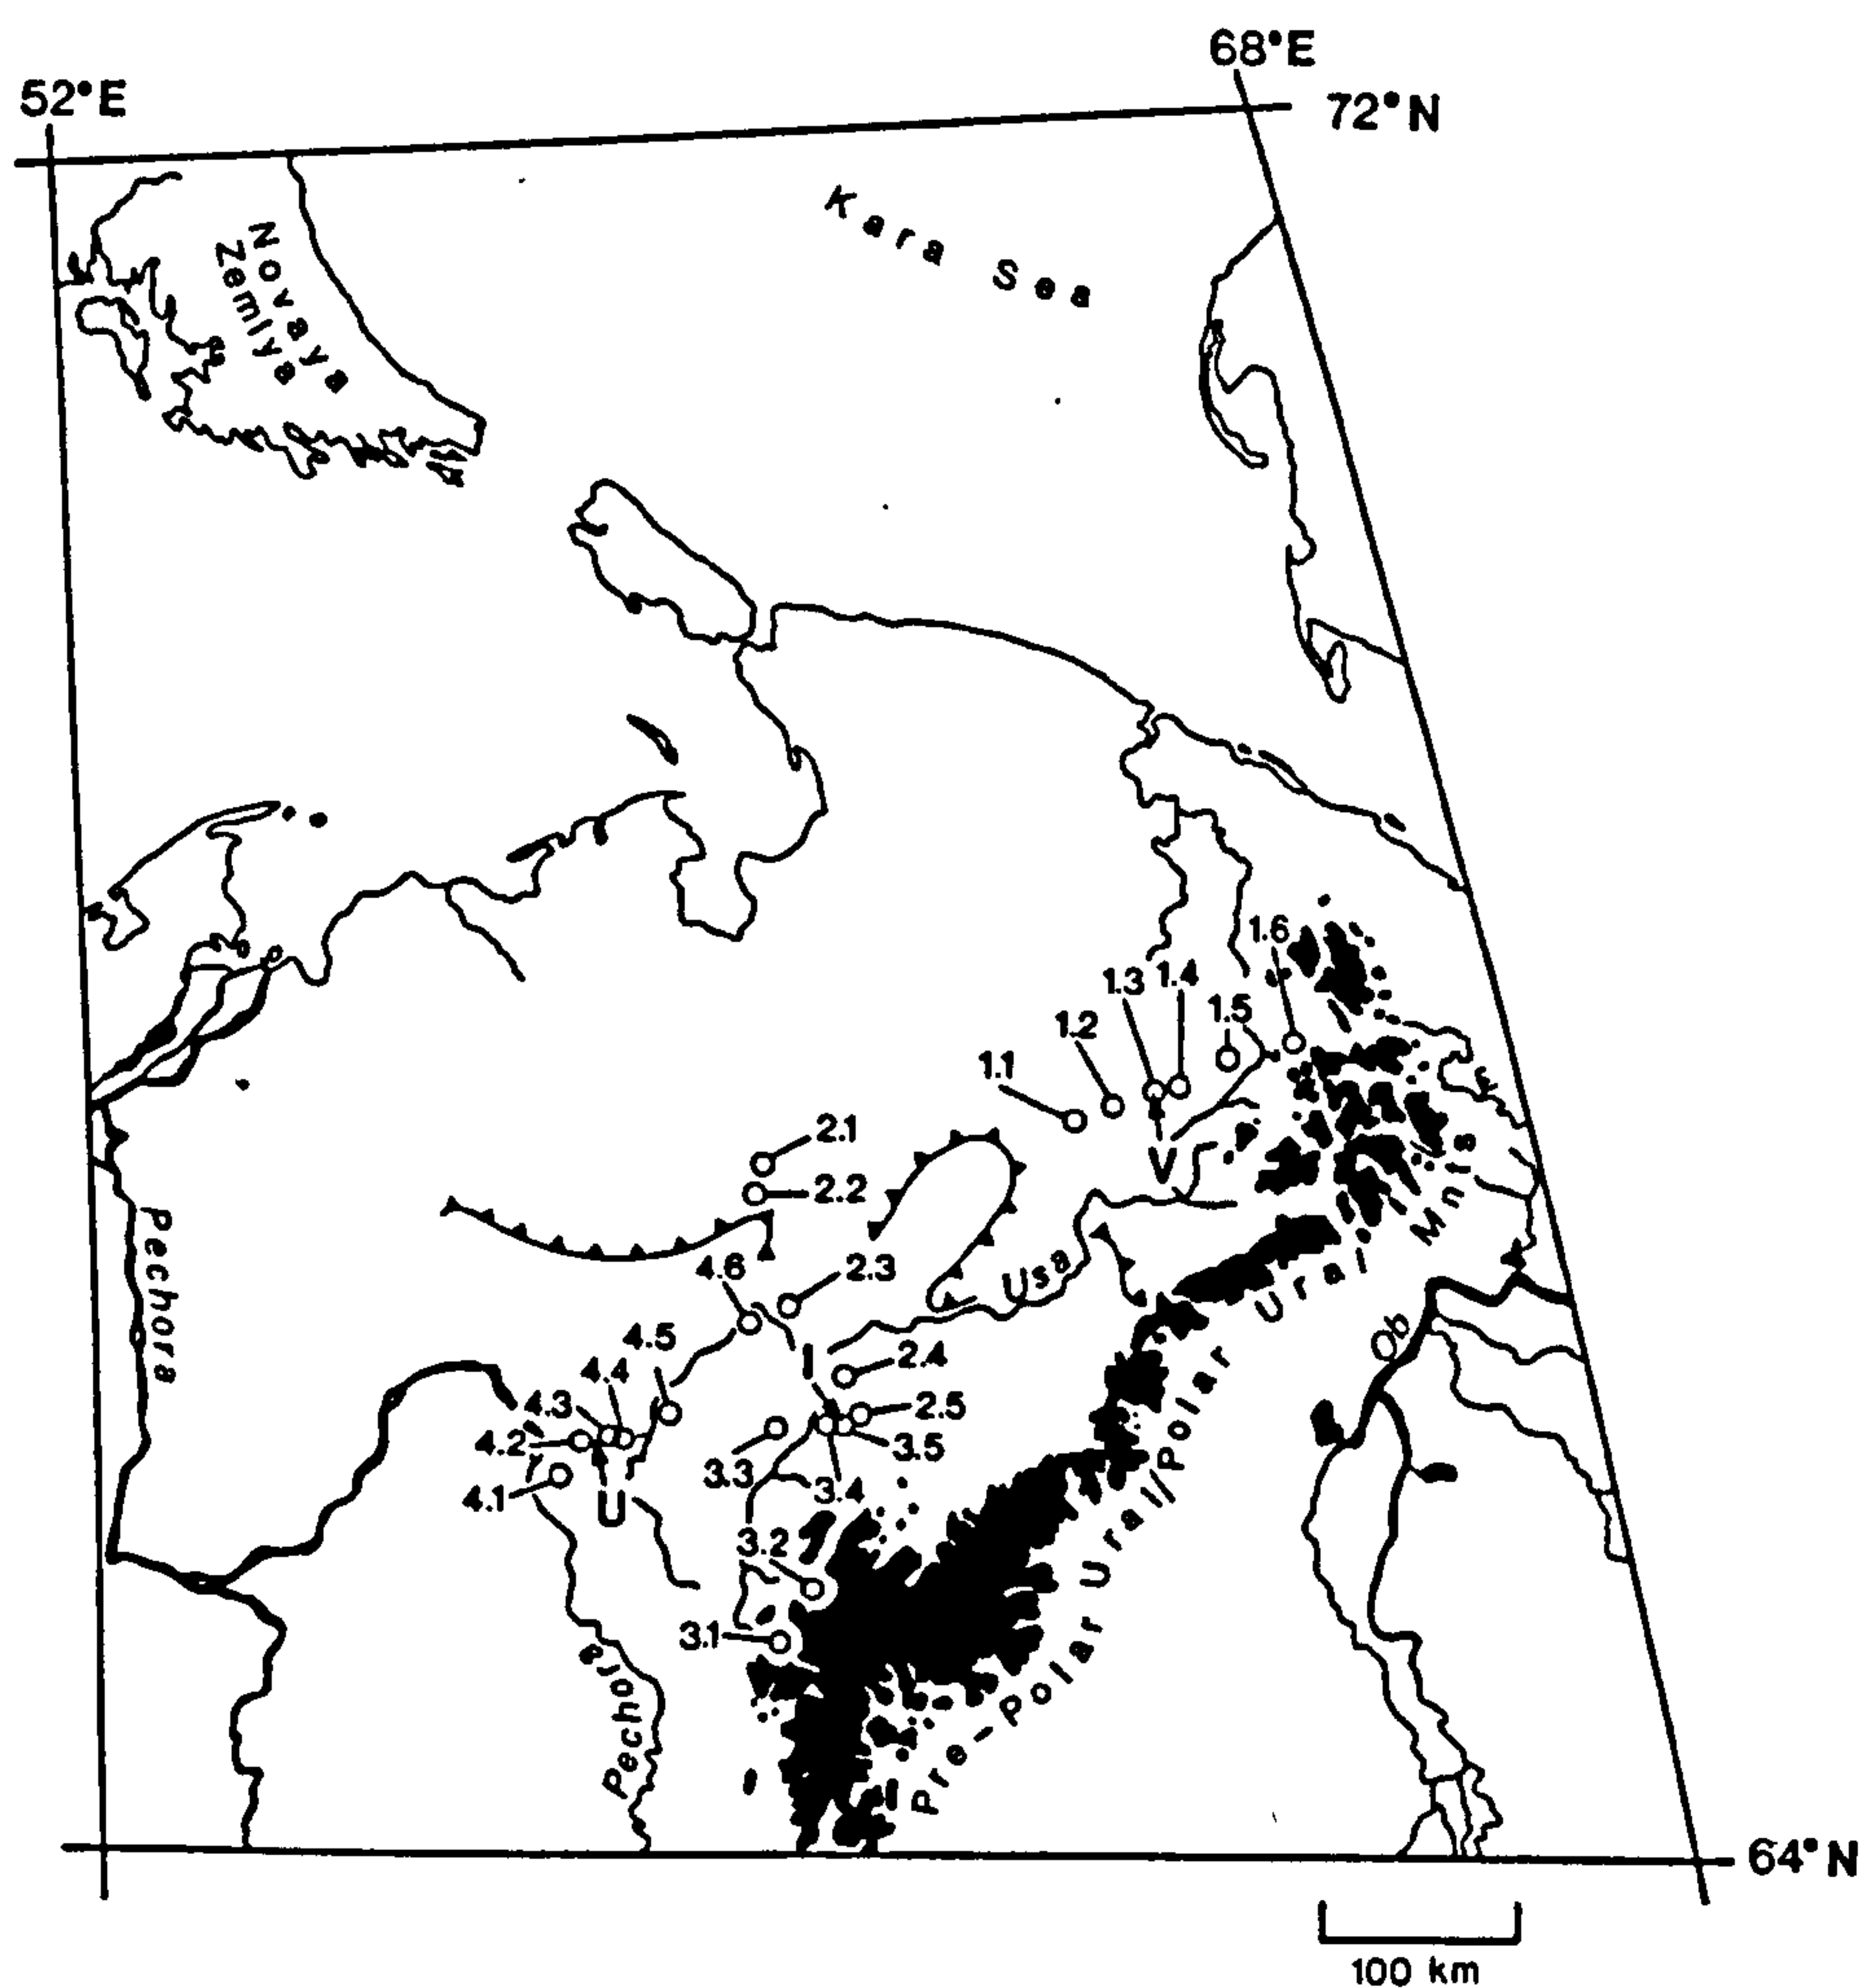 68°E
52°E
72°N
Novaya
Zemlya
Kara Sea
1.6
1.3
1.4
1.5
1.2
1.1
V
2.1
2.2
Pechora
4.6
2.3
Usa
Ural Mts
4.5
I
2.4
Ob
4.4
4.3
2.5
4.2
3.5
3.3
4.1
3.4
U
3.2
3.1
Pechora
Pre-Polar Ural/Polar
64°N
100 km